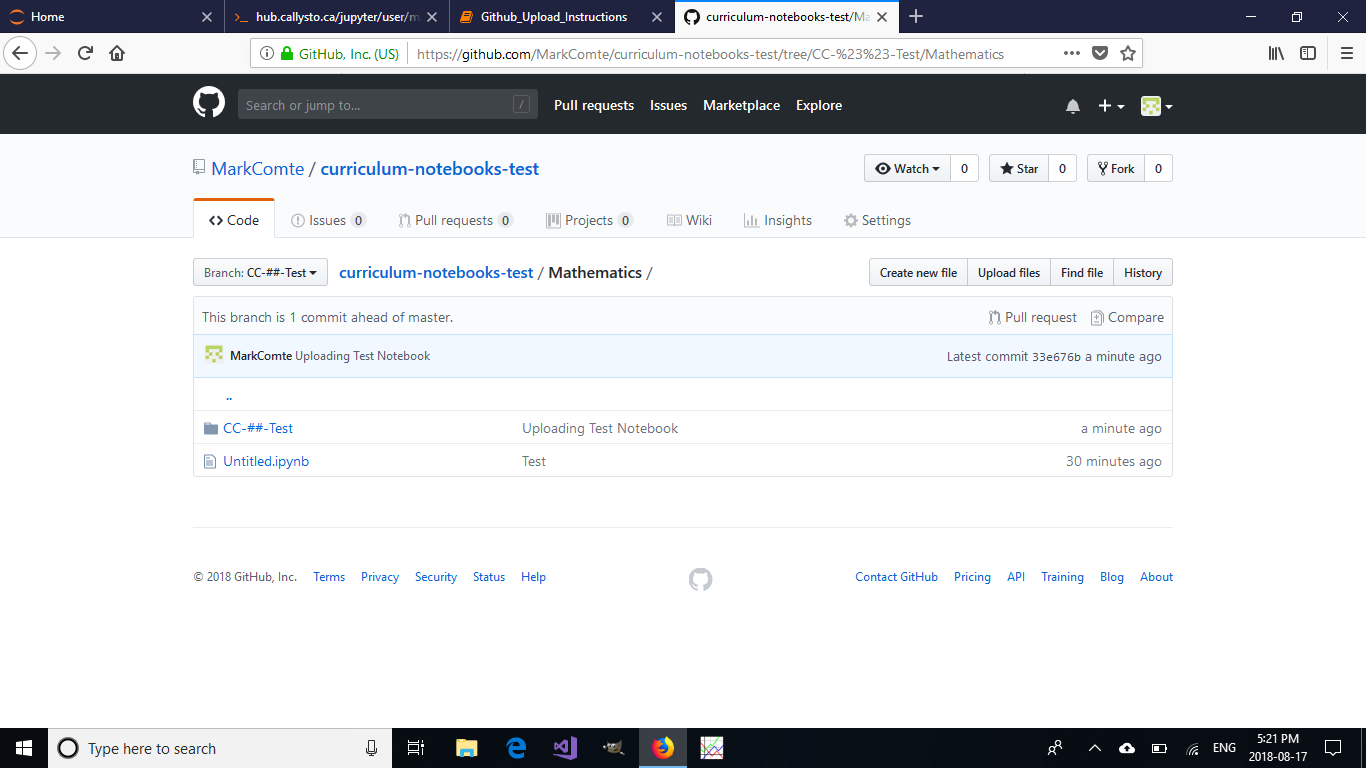 Home
hub.callysto.ca/jupyter/user/m
Github_Upload_Instructions
curriculum-notebooks-test/Ma
GitHub, Inc. (US) https://github.com/MarkComte/curriculum-notebooks-test/tree/CC-%23%23-Test/Mathematics
Search or jump to... / Pull requests Issues Marketplace Explore
MarkComte / curriculum-notebooks-test Watch 0 Star 0 Fork 0
Code Issues 0 Pull requests 0 Projects 0 Wiki Insights Settings
Branch: CC-##-Test curriculum-notebooks-test / Mathematics / Create new file Upload files Find file History
This branch is 1 commit ahead of master. Pull request Compare
MarkComte Uploading Test Notebook Latest commit 33e676b a minute ago
..
CC-##-Test Uploading Test Notebook a minute ago
Untitled.ipynb Test 30 minutes ago
© 2018 GitHub, Inc. Terms Privacy Security Status Help Contact GitHub Pricing API Training Blog About
Type here to search ENG 5:21 PM
2018-08-17